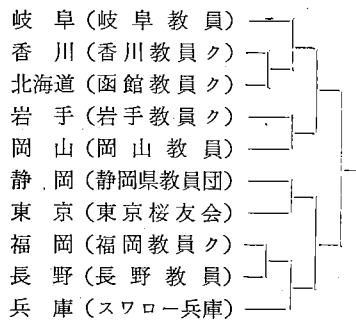 岐阜(岐阜教員)
香川(香川教員ク)
北海道(函館教員ク)
岩手(岩手教員ク)
岡山(岡山教員)
静岡(静岡県教員団)
東京(東京桜友会)
福岡(福岡教員ク)
長野(長野教員)
兵庫(スワロー兵庫)